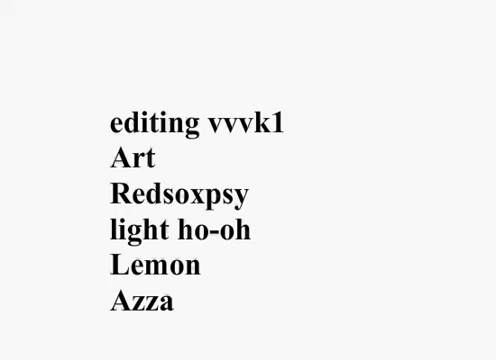 editing vvvk1
Art
Redsoxpsy
light ho-oh
Lemon
Azza